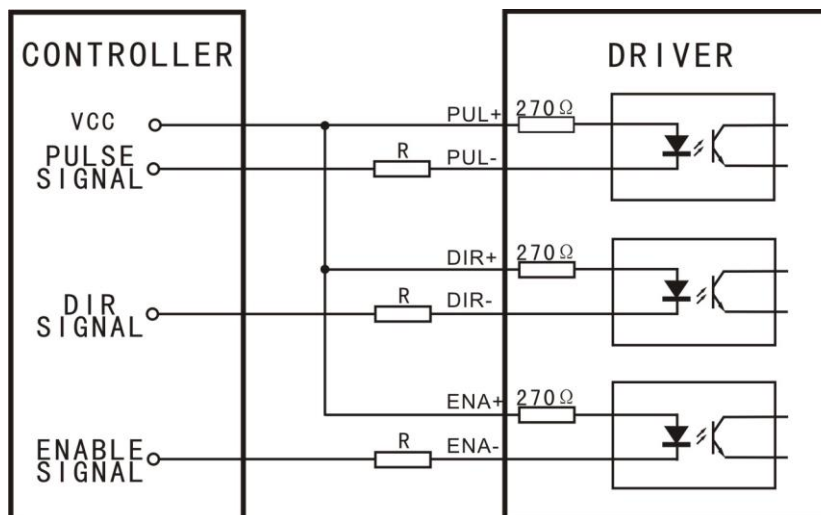 CONTROLLER
DRIVER
VCC
PUL+
270Ω
PULSE
SIGNAL
R
PUL-
DIR+
270Ω
DIR
SIGNAL
R
DIR-
ENA+
270Ω
ENABLE
SIGNAL
R
ENA-